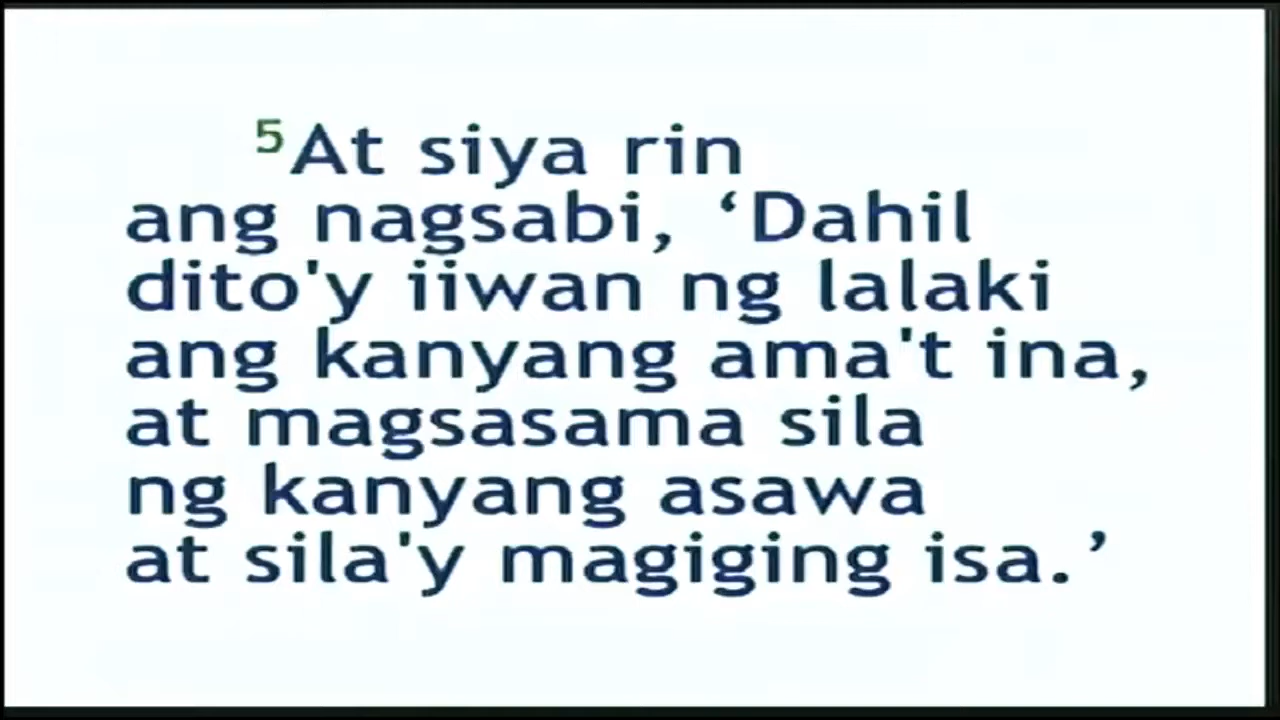 5At siya rin
ang nagsabi, ‘Dahil
dito'y iiwan ng lalaki
ang kanyang ama't ina,
at magsasama sila
ng kanyang asawa
at sila'y magiging isa.’